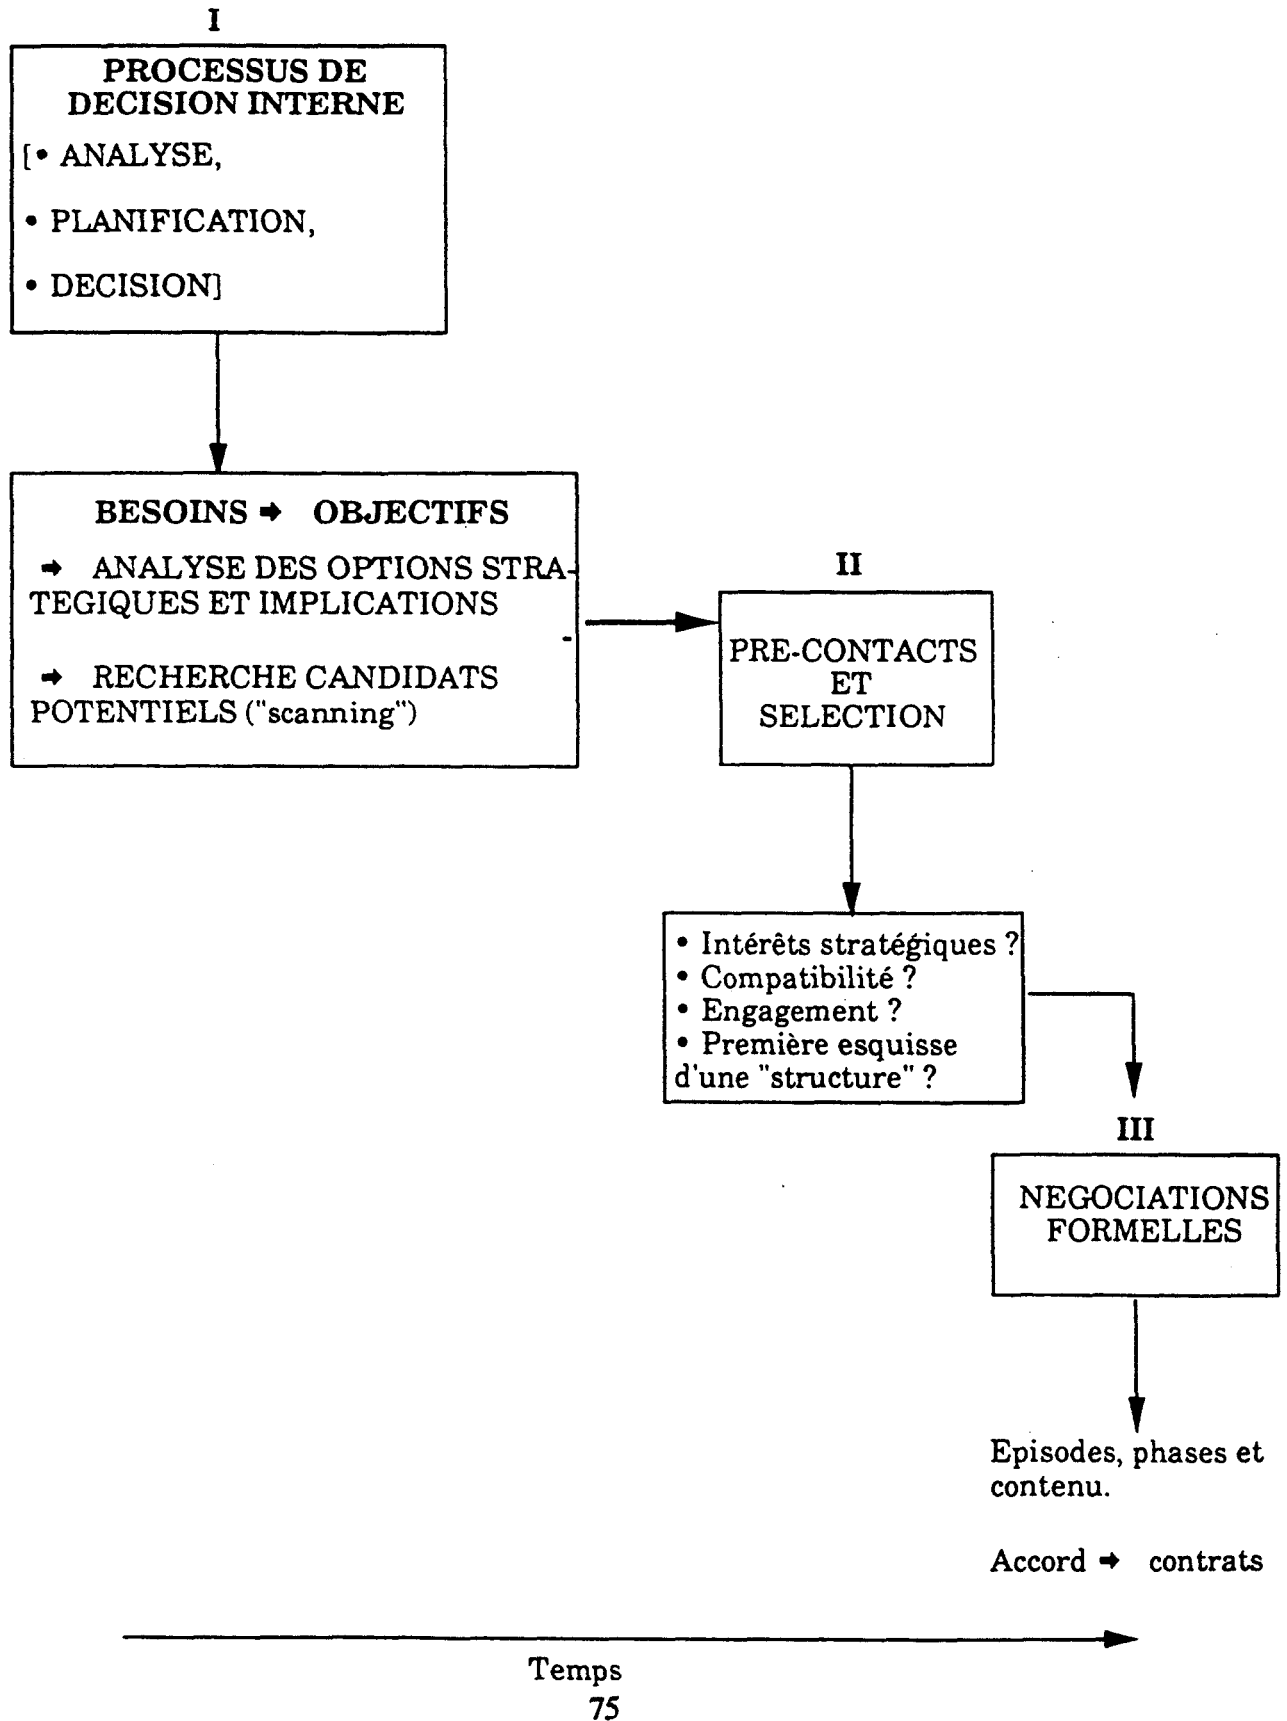 I
PROCESSUS DE
DECISION INTERNE
[• ANALYSE,
• PLANIFICATION,
• DECISION]
BESOINS ➡ OBJECTIFS
➡ ANALYSE DES OPTIONS STRA-
TEGIQUES ET IMPLICATIONS
➡ RECHERCHE CANDIDATS
POTENTIELS ("scanning")
II
PRE-CONTACTS
ET
SELECTION
• Intérêts stratégiques ?
• Compatibilité ?
• Engagement ?
• Première esquisse
d'une "structure" ?
III
NEGOCIATIONS
FORMELLES
Episodes, phases et
contenu.
Accord ➡ contrats
Temps
75